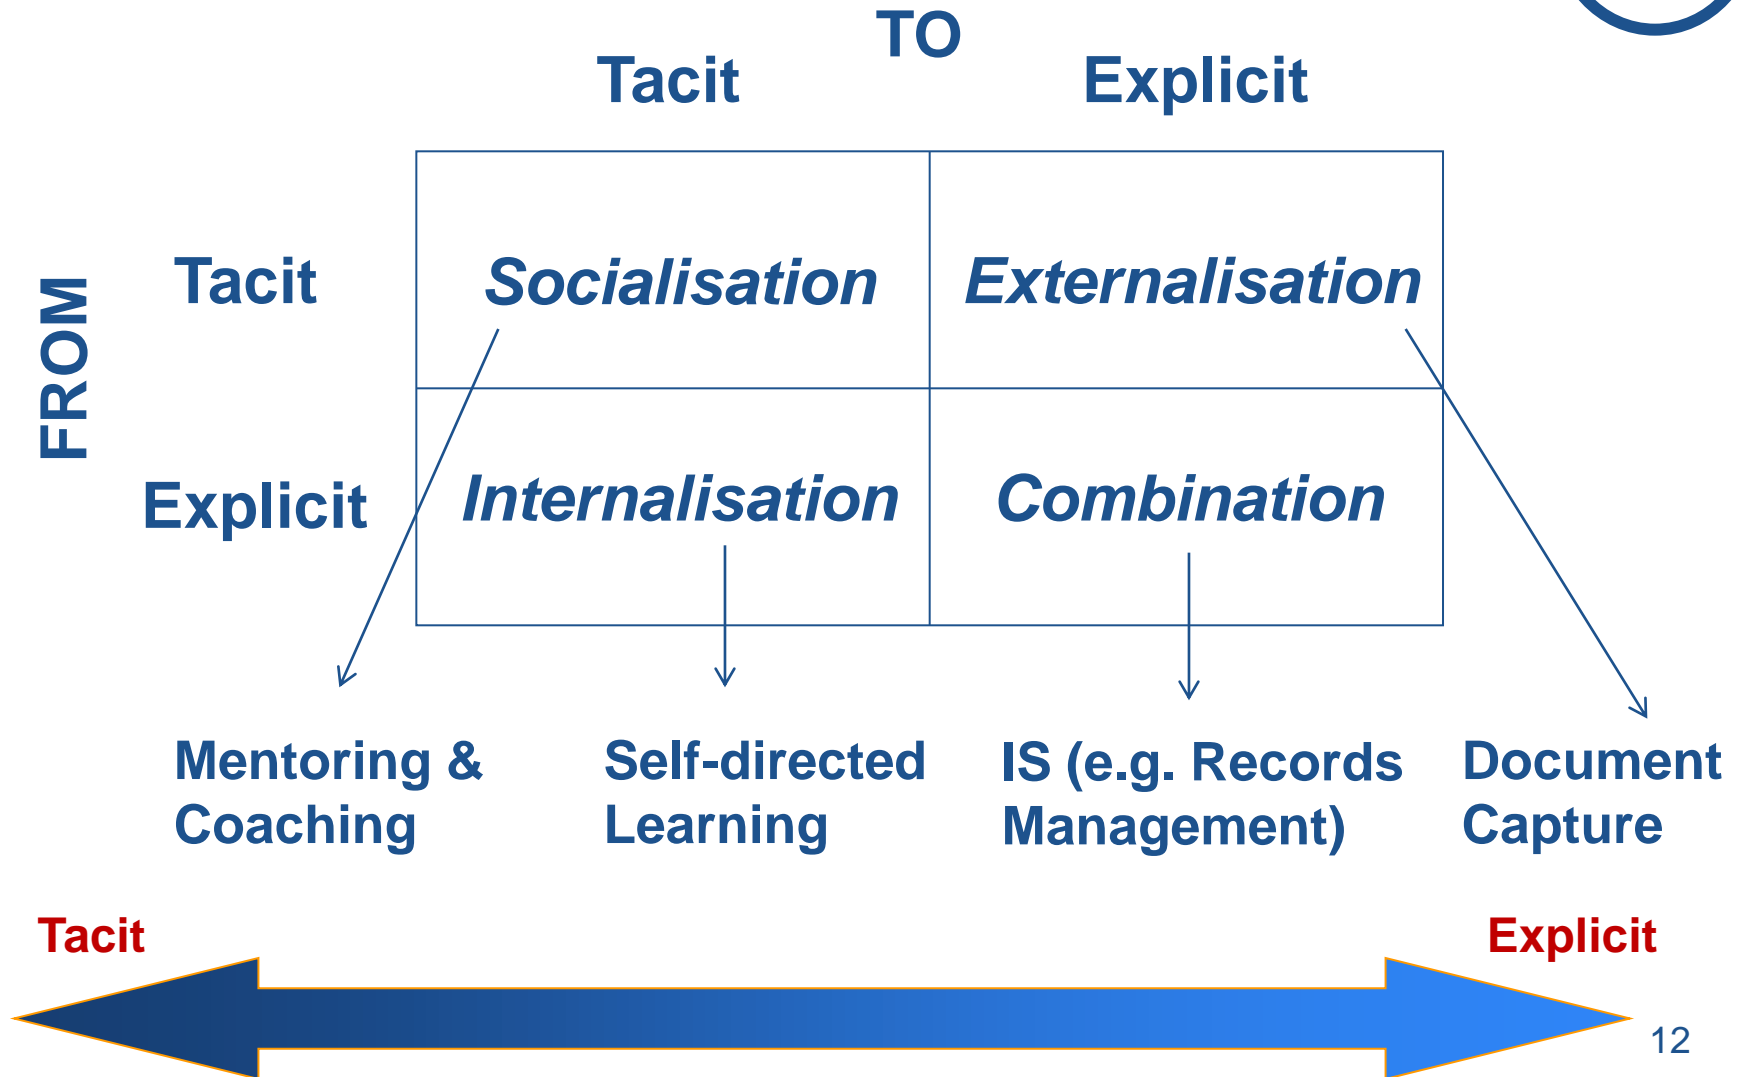 TO
Tacit
Explicit
FROM
Tacit
Socialisation
Externalisation
Explicit
Internalisation
Combination
Mentoring &
Coaching
Self-directed
Learning
IS (e.g. Records
Management)
Document
Capture
Tacit
Explicit
12